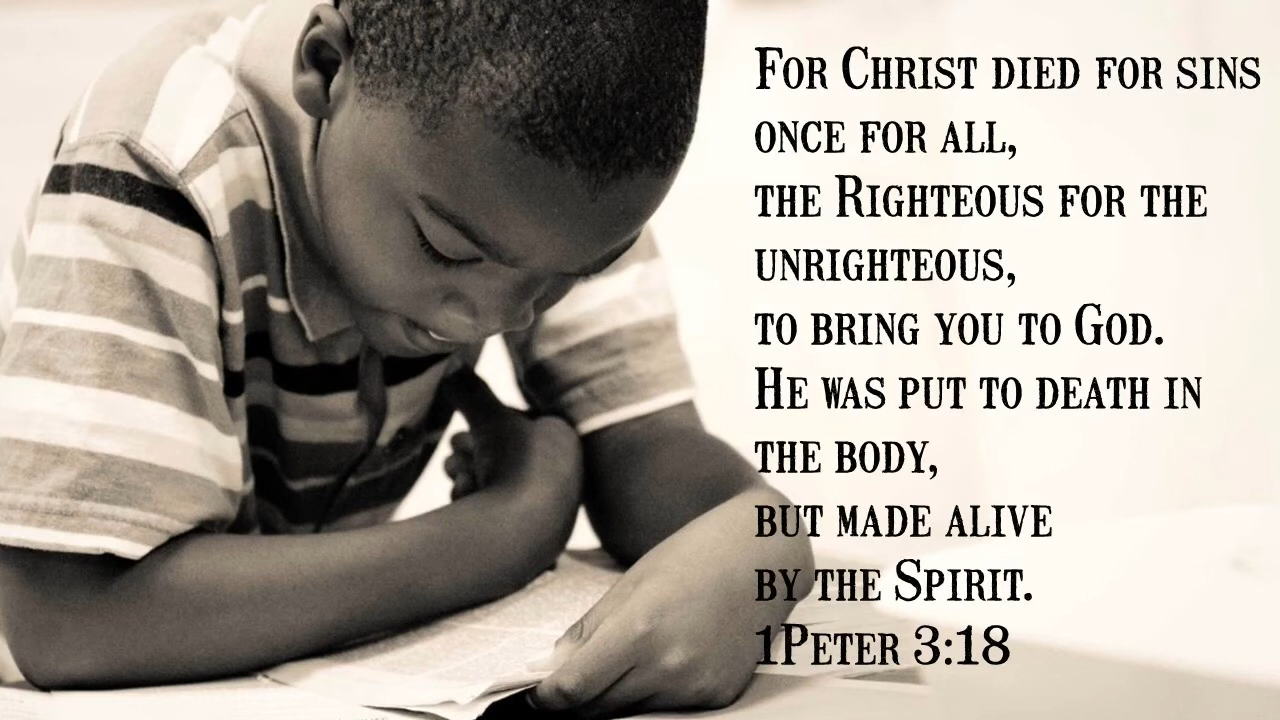 For Christ died for sins
once for all,
the Righteous for the
unrighteous,
to bring you to God.
He was put to death in
the body,
but made alive
by the Spirit.
1Peter 3:18